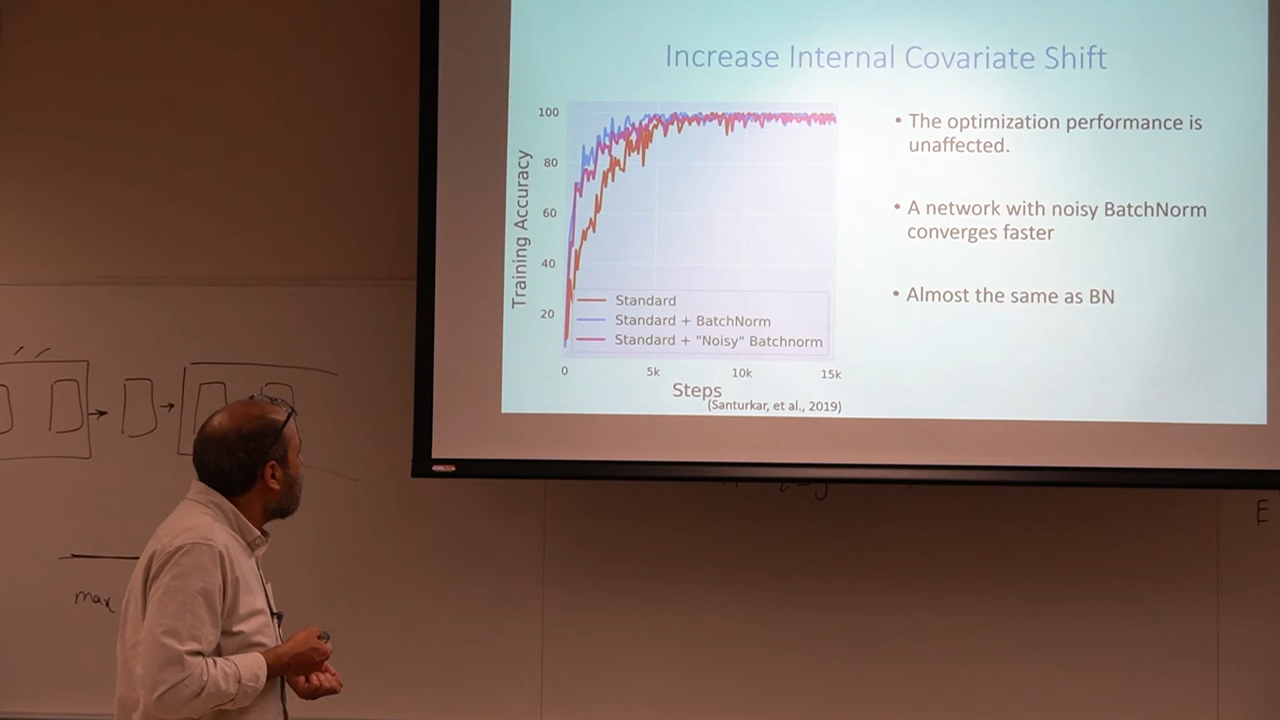 Increase Internal Covariate Shift
Training Accuracy
100
80
60
40
20
Standard
Standard + BatchNorm
Standard + "Noisy" Batchnorm
0
5k
10k
15k
Steps
(Santurkar, et al., 2019)
• The optimization performance is
unaffected.
• A network with noisy BatchNorm
converges faster
• Almost the same as BN
max
E